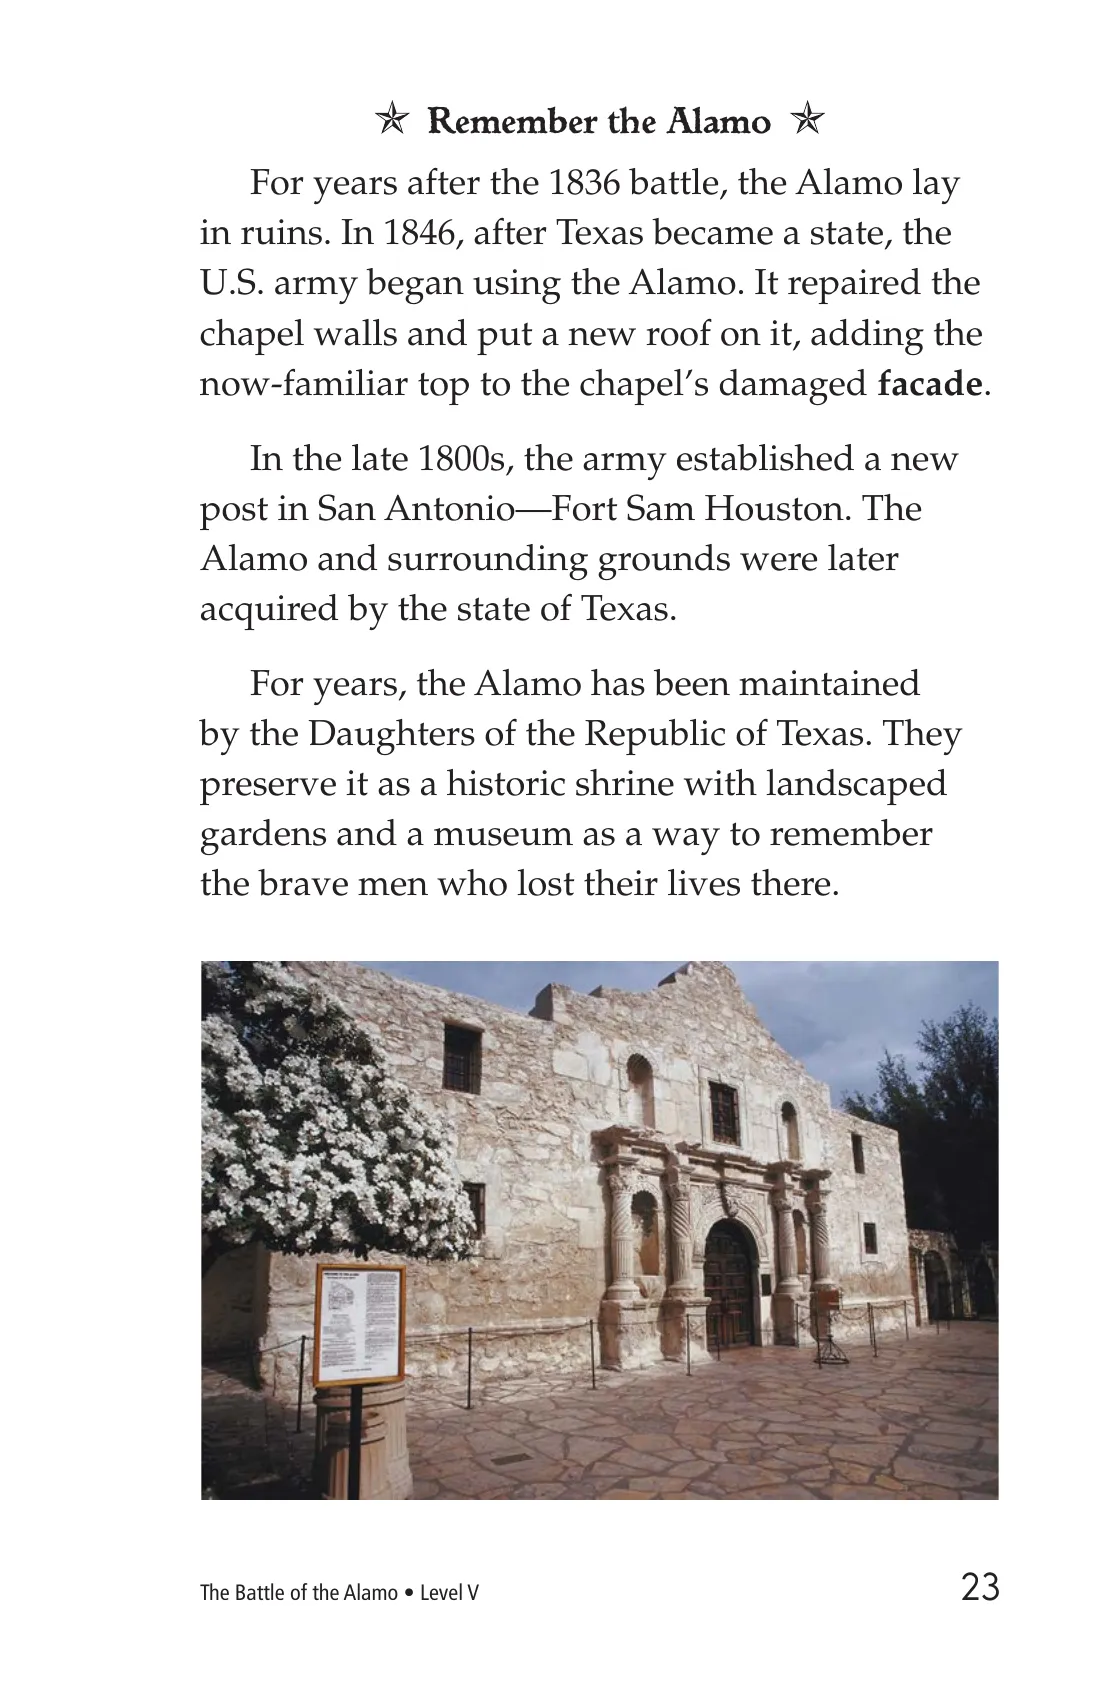 Remember the Alamo
For years after the 1836 battle, the Alamo lay
in ruins. In 1846, after Texas became a state, the
U.S. army began using the Alamo. It repaired the
chapel walls and put a new roof on it, adding the
now-familiar top to the chapel's damaged facade.
In the late 1800s, the army established a new
post in San Antonio—Fort Sam Houston. The
Alamo and surrounding grounds were later
acquired by the state of Texas.
For years, the Alamo has been maintained
by the Daughters of the Republic of Texas. They
preserve it as a historic shrine with landscaped
gardens and a museum as a way to remember
the brave men who lost their lives there.
The Battle of the Alamo • Level V
23